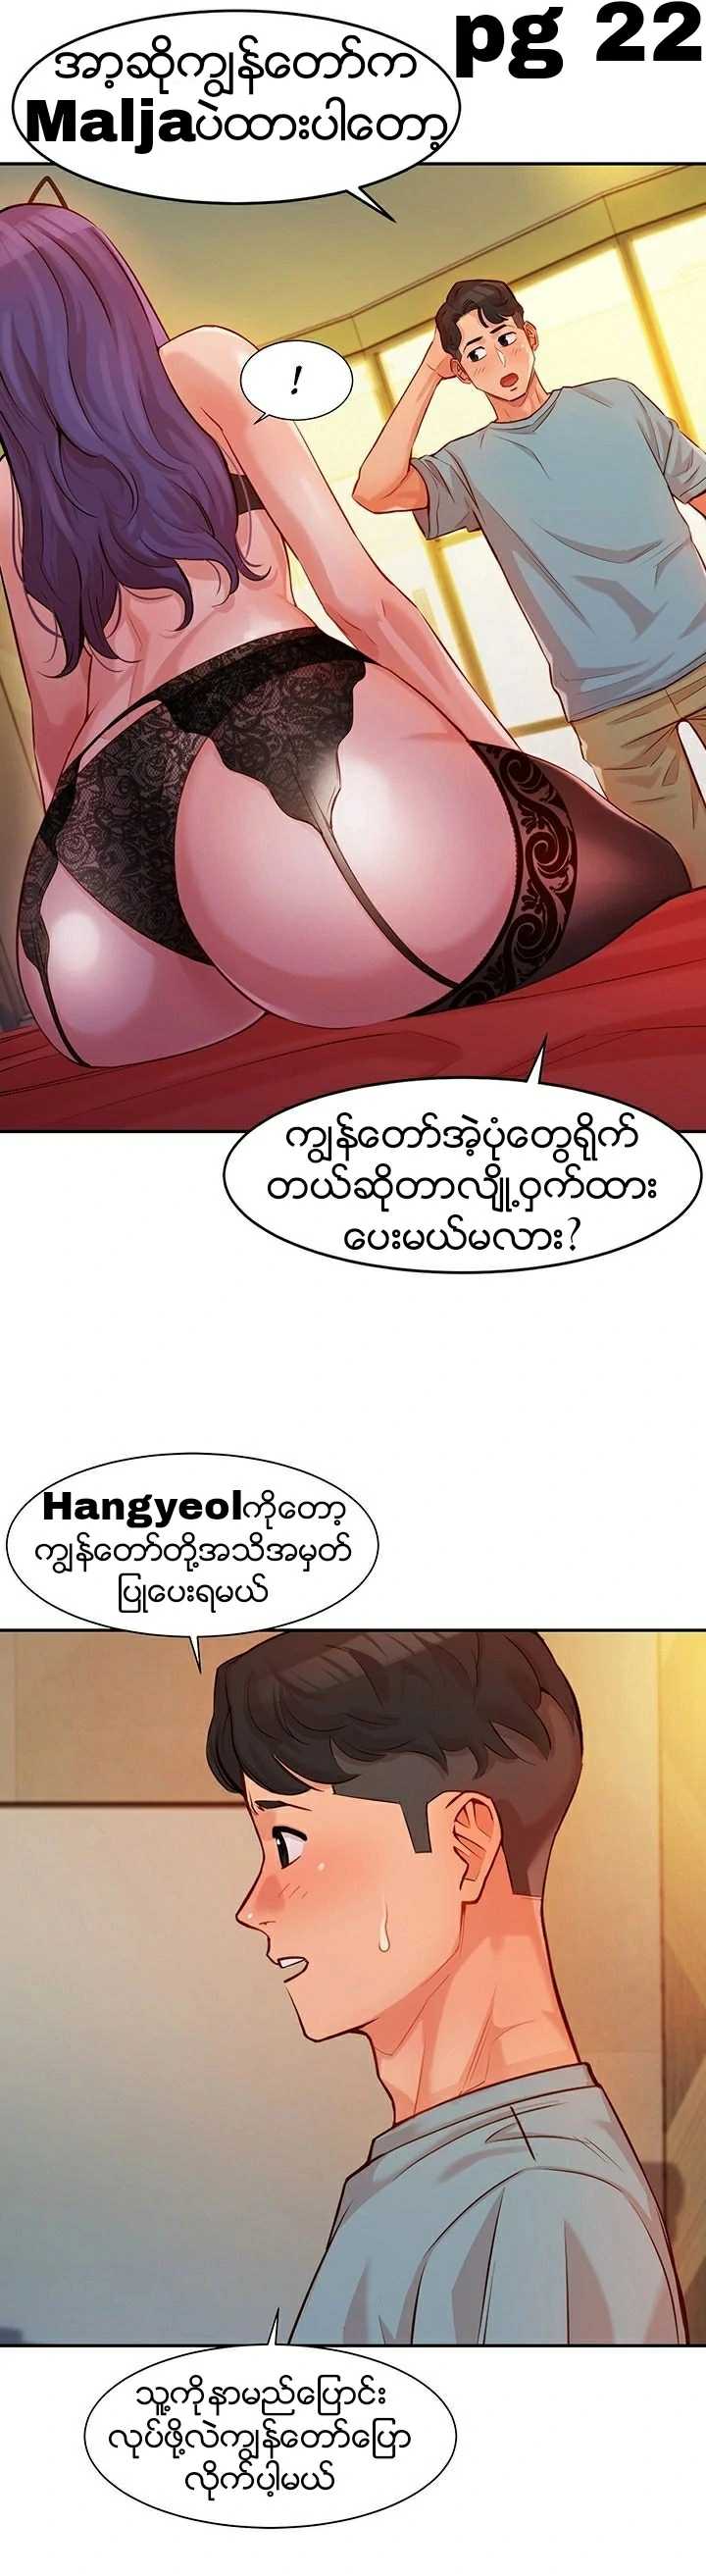 pg 22
အာ့ဆိုကျွန်တော်က
Maljaပဲထားပါတော့
!
ကျွန်တော်အဲ့ပုံတွေရိုက်
တယ်ဆိုတာလျှို့ဝှက်ထား
ပေးမယ်မလား?
Hangyeolကိုတော့
ကျွန်တော်တို့အသိအမှတ်
ပြုပေးရမယ်
သူ့ကိုနာမည်ပြောင်း
လုပ်ဖို့လဲကျွန်တော်ပြော
လိုက်ပါ့မယ်